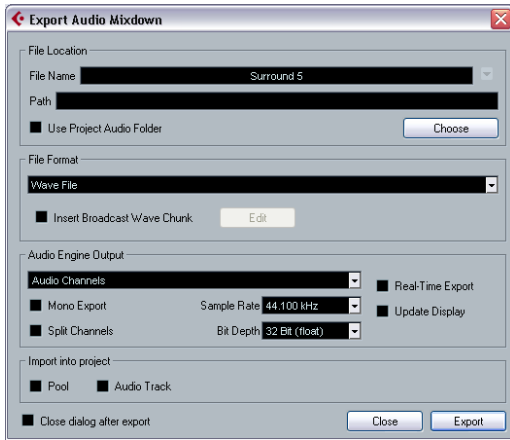 Export Audio Mixdown
File Location
File Name Surround 5
Path
Use Project Audio Folder Choose
File Format
Wave File
Insert Broadcast Wave Chunk Edit
Audio Engine Output
Audio Channels Real-Time Export
Mono Export Sample Rate 44.100 kHz Update Display
Split Channels Bit Depth 32 Bit (float)
Import into project
Pool Audio Track
Close dialog after export Close Export